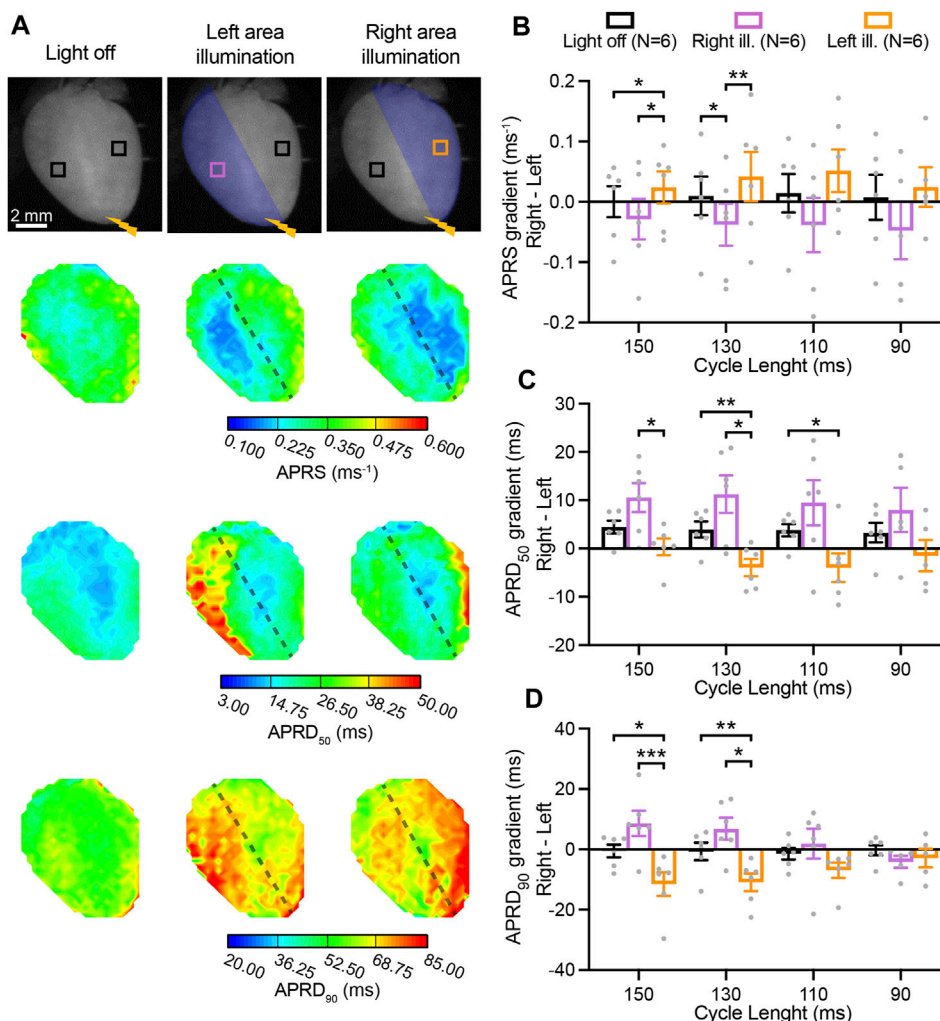 A
Light off
Left area
illumination
Right area
illumination
2 mm
0.100
0.225
0.350
0.475
0.600
APRS (ms⁻¹)
3.00
14.75
26.50
38.25
50.00
APRD₅₀ (ms)
20.00
36.25
52.50
68.75
85.00
APRD₉₀ (ms)
B
Light off (N=6)
Right ill. (N=6)
Left ill. (N=6)
APRS gradient (ms⁻¹)
Right - Left
0.2
0.1
0.0
-0.1
-0.2
*
*
*
**
150
130
110
90
Cycle Lenght (ms)
C
APRD₅₀ gradient (ms)
Right - Left
30
20
10
0
-10
-20
*
**
*
*
150
130
110
90
Cycle Lenght (ms)
D
APRD₉₀ gradient (ms)
Right - Left
40
20
0
-20
-40
*
***
**
*
150
130
110
90
Cycle Lenght (ms)